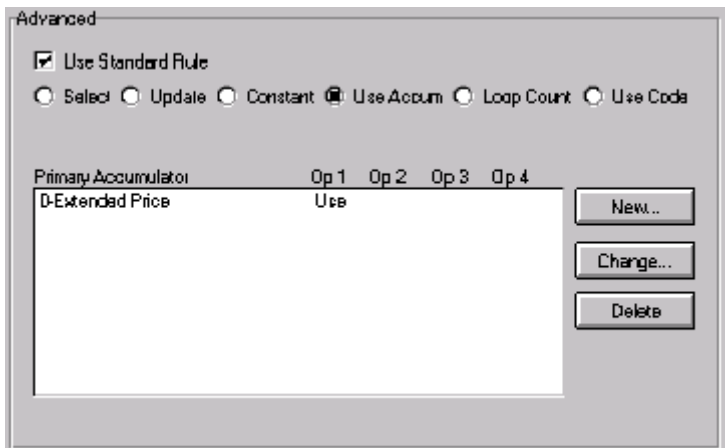 Advanced
Use Standard Rule
Select Update Constant Use Accum Loop Count Use Code
Primary Accumulator Op 1 Op 2 Op 3 Op 4
0-Extended Price Use
New...
Change...
Delete